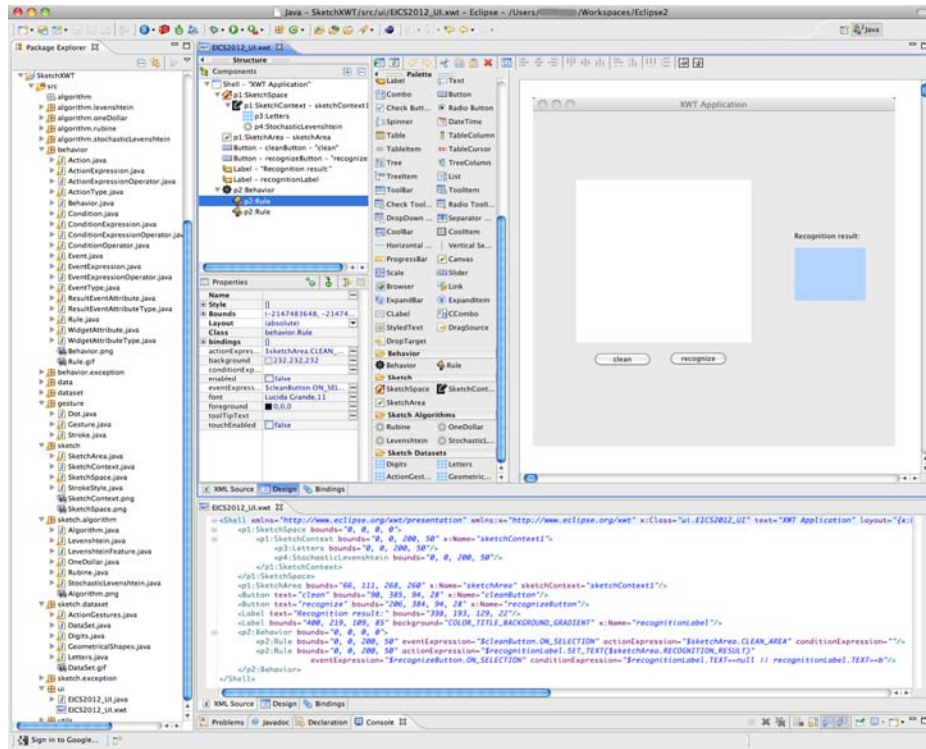 Java – SketchXWT/src/ui/EICS2012_UI.xwt – Eclipse – /Users/ /Workspaces/Eclipse2
Java
Package Explorer
SketchXWT
src
algorithm
algorithm.levenshtein
algorithm.oneDollar
algorithm.rubine
algorithm.stochasticLevenshtein
behavior
Action.java
ActionExpression.java
ActionExpressionOperator.java
ActionType.java
Behavior.java
Condition.java
ConditionExpression.java
ConditionExpressionOperator.jav
ConditionOperator.java
Event.java
EventExpression.java
EventExpressionOperator.java
EventType.java
ResultEventAttribute.java
ResultEventAttributeType.java
Rule.java
WidgetAttribute.java
WidgetAttributeType.java
Behavior.png
Rule.gif
behavior.exception
data
dataset
gesture
Dot.java
Gesture.java
Stroke.java
sketch
SketchArea.java
SketchContext.java
SketchSpace.java
StrokeStyle.java
SketchContext.png
SketchSpace.png
sketch.algorithm
Algorithm.java
Levenshtein.java
LevenshteinFeature.java
OneDollar.java
Rubine.java
StochasticLevenshtein.java
Algorithm.png
sketch.dataset
ActionGestures.java
DataSet.java
Digits.java
GeometricalShapes.java
Letters.java
DataSet.gif
sketch.exception
ui
EICS2012_UI.java
EICS2012_UI.xwt
utils
Sign in to Google...
EICS2012_UI.xwt
Structure
Components
Shell – "XWT Application"
p1:SketchSpace
p1:SketchContext – sketchContext1
p3:Letters
p4:StochasticLevenshtein
p1:SketchArea – sketchArea
Button – cleanButton – "clean"
Button – recognizeButton – "recognize
Label – "Recognition result:"
Label – recognitionLabel
p2:Behavior
p2:Rule
p2:Rule
Properties
Name
Style []
Bounds (-2147483648, -21474...
Layout (absolute)
Class behavior.Rule
bindings []
actionExpres... $sketchArea.CLEAN_...
background 232,232,232
conditionExp...
enabled false
eventExpress... $cleanButton.ON_SEL...
font Lucida Grande,11
foreground 0,0,0
toolTipText
touchEnabled false
Palette
Label Text
Combo Button
Check Butt... Radio Button
Spinner DateTime
Table TableColumn
TableItem TableCursor
Tree TreeColumn
TreeItem List
ToolBar ToolItem
Check Tool... Radio Toolt...
DropDown ... Separator ...
CoolBar CoolItem
Horizontal ... Vertical Se...
ProgressBar Canvas
Scale Slider
Browser Link
ExpandBar ExpandItem
CLabel CCombo
StyledText DragSource
DropTarget
Behavior
Behavior Rule
Sketch
SketchSpace SketchCont...
SketchArea
Sketch Algorithms
Rubine OneDollar
Levenshtein StochasticL...
Sketch Datasets
Digits Letters
ActionGest... Geometric...
XWT Application
Recognition result:
clean recognize
XML Source Design Bindings
EICS2012_UI.xwt
<Shell xmlns="http://www.eclipse.org/xwt/presentation" xmlns:x="http://www.eclipse.org/xwt" x:Class="ui.EICS2012_UI" text="XWT Application" layout="{x:
<p1:SketchSpace bounds="0, 0, 0, 0">
<p1:SketchContext bounds="0, 0, 200, 50" x:Name="sketchContext1">
<p3:Letters bounds="0, 0, 200, 50"/>
<p4:StochasticLevenshtein bounds="0, 0, 200, 50"/>
</p1:SketchContext>
</p1:SketchSpace>
<p1:SketchArea bounds="66, 111, 268, 260" x:Name="sketchArea" sketchContext="sketchContext1"/>
<Button text="clean" bounds="90, 385, 94, 28" x:Name="cleanButton"/>
<Button text="recognize" bounds="206, 384, 94, 28" x:Name="recognizeButton"/>
<Label text="Recognition result:" bounds="398, 193, 129, 22"/>
<Label bounds="400, 219, 109, 85" background="COLOR_TITLE_BACKGROUND_GRADIENT" x:Name="recognitionLabel"/>
<p2:Behavior bounds="0, 0, 0, 0">
<p2:Rule bounds="0, 0, 200, 50" eventExpression="$cleanButton.ON_SELECTION" actionExpression="$sketchArea.CLEAN_AREA" conditionExpression=""/>
<p2:Rule bounds="0, 0, 200, 50" actionExpression="$recognitionLabel.SET_TEXT($sketchArea.RECOGNITION_RESULT)"
eventExpression="$recognizeButton.ON_SELECTION" conditionExpression="$recognitionLabel.TEXT==null || recognitionLabel.TEXT==b"/>
</p2:Behavior>
</Shell>
XML Source Design Bindings
Problems Javadoc Declaration Console